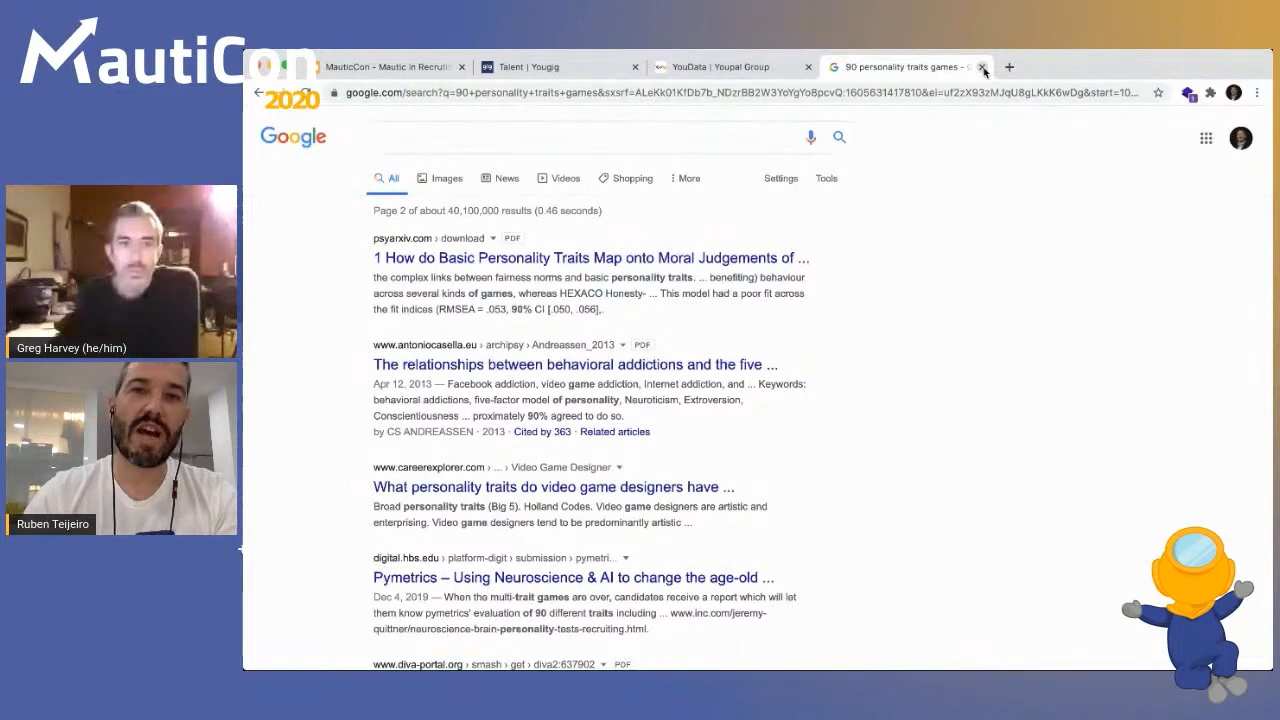 MautiCon
2020
MauticCon - Mautic in Recruti
Talent | Yougig
YouData | Youpal Group
90 personality traits games -
google.com/search?q=90+personality+traits+games&sxsrf=ALeKk01KfDb7b_NDzrBB2W3YoYgYo8pcvQ:1605631417810&ei=uf2zX93zMJqU8gLKkK6wDg&start=10...
Google
All
Images
News
Videos
Shopping
More
Settings
Tools
Page 2 of about 40,100,000 results (0.46 seconds)
psyarxiv.com › download PDF
1 How do Basic Personality Traits Map onto Moral Judgements of ...
the complex links between fairness norms and basic personality traits. ... benefiting) behaviour
across several kinds of games, whereas HEXACO Honesty- ... This model had a poor fit across
the fit indices (RMSEA = .053, 90% CI [.050, .056],.
www.antoniocasella.eu › archipsy › Andreassen_2013 PDF
The relationships between behavioral addictions and the five ...
Apr 12, 2013 — Facebook addiction, video game addiction, Internet addiction, and ... Keywords:
behavioral addictions, five-factor model of personality, Neuroticism, Extroversion,
Conscientiousness ... proximately 90% agreed to do so.
by CS ANDREASSEN · 2013 · Cited by 363 · Related articles
www.careerexplorer.com › ... › Video Game Designer
What personality traits do video game designers have ...
Broad personality traits (Big 5). Holland Codes. Video game designers are artistic and
enterprising. Video game designers tend to be predominantly artistic ...
digital.hbs.edu › platform-digit › submission › pymetri...
Pymetrics – Using Neuroscience & AI to change the age-old ...
Dec 4, 2019 — When the multi-trait games are over, candidates receive a report which will let
them know pymetrics' evaluation of 90 different traits including ... www.inc.com/jeremy-
quittner/neuroscience-brain-personality-tests-recruiting.html.
www.diva-portal.org › smash › get › diva2:637902 PDF
Greg Harvey (he/him)
Ruben Teijeiro